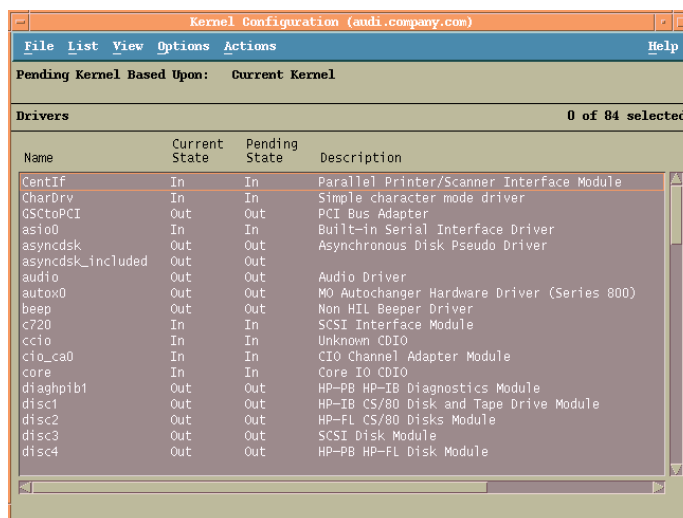 Kernel Configuration (audi.company.com)
File List View Options Actions Help
Pending Kernel Based Upon: Current Kernel
Drivers 0 of 84 selected
Current Pending
Name State State Description
CentIf In In Parallel Printer/Scanner Interface Module
CharDrv In In Simple character mode driver
GSCtoPCI Out Out PCI Bus Adapter
asio0 In In Built-in Serial Interface Driver
asyncdsk Out Out Asynchronous Disk Pseudo Driver
asyncdsk_included Out Out
audio Out Out Audio Driver
autox0 Out Out MO Autochanger Hardware Driver (Series 800)
beep Out Out Non HIL Beeper Driver
c720 In In SCSI Interface Module
ccio In In Unknown CDIO
cio_ca0 In In CIO Channel Adapter Module
core In In Core IO CDIO
diaghpib1 Out Out HP-PB HP-IB Diagnostics Module
disc1 Out Out HP-IB CS/80 Disk and Tape Drive Module
disc2 Out Out HP-FL CS/80 Disks Module
disc3 Out Out SCSI Disk Module
disc4 Out Out HP-PB HP-FL Disk Module